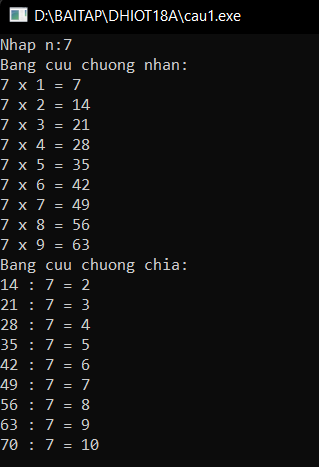 D:\BAITAP\DHIOT18A\cau1.exe
Nhap n:7
Bang cuu chuong nhan:
7 x 1 = 7
7 x 2 = 14
7 x 3 = 21
7 x 4 = 28
7 x 5 = 35
7 x 6 = 42
7 x 7 = 49
7 x 8 = 56
7 x 9 = 63
Bang cuu chuong chia:
14 : 7 = 2
21 : 7 = 3
28 : 7 = 4
35 : 7 = 5
42 : 7 = 6
49 : 7 = 7
56 : 7 = 8
63 : 7 = 9
70 : 7 = 10